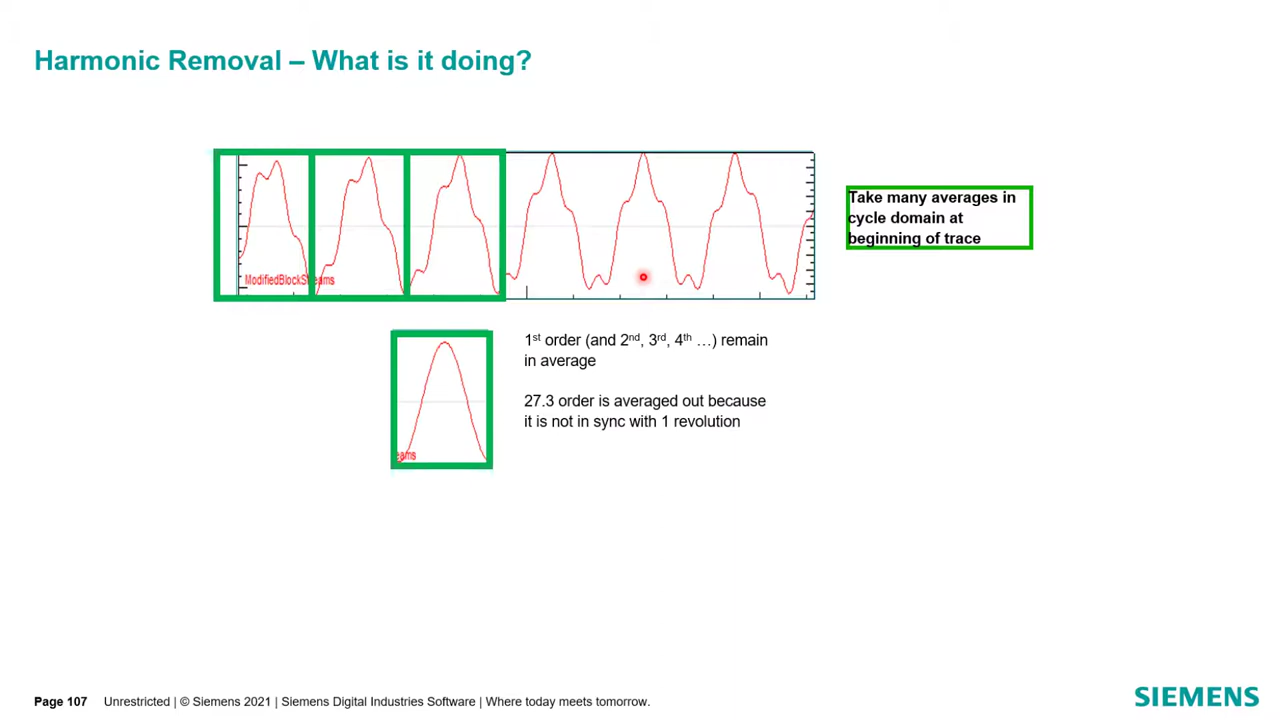 Harmonic Removal – What is it doing?
ModifiedBlockStreams
Take many averages in
cycle domain at
beginning of trace
1st order (and 2nd, 3rd, 4th …) remain
in average
27.3 order is averaged out because
it is not in sync with 1 revolution
eams
Page 107 Unrestricted | © Siemens 2021 | Siemens Digital Industries Software | Where today meets tomorrow.
SIEMENS